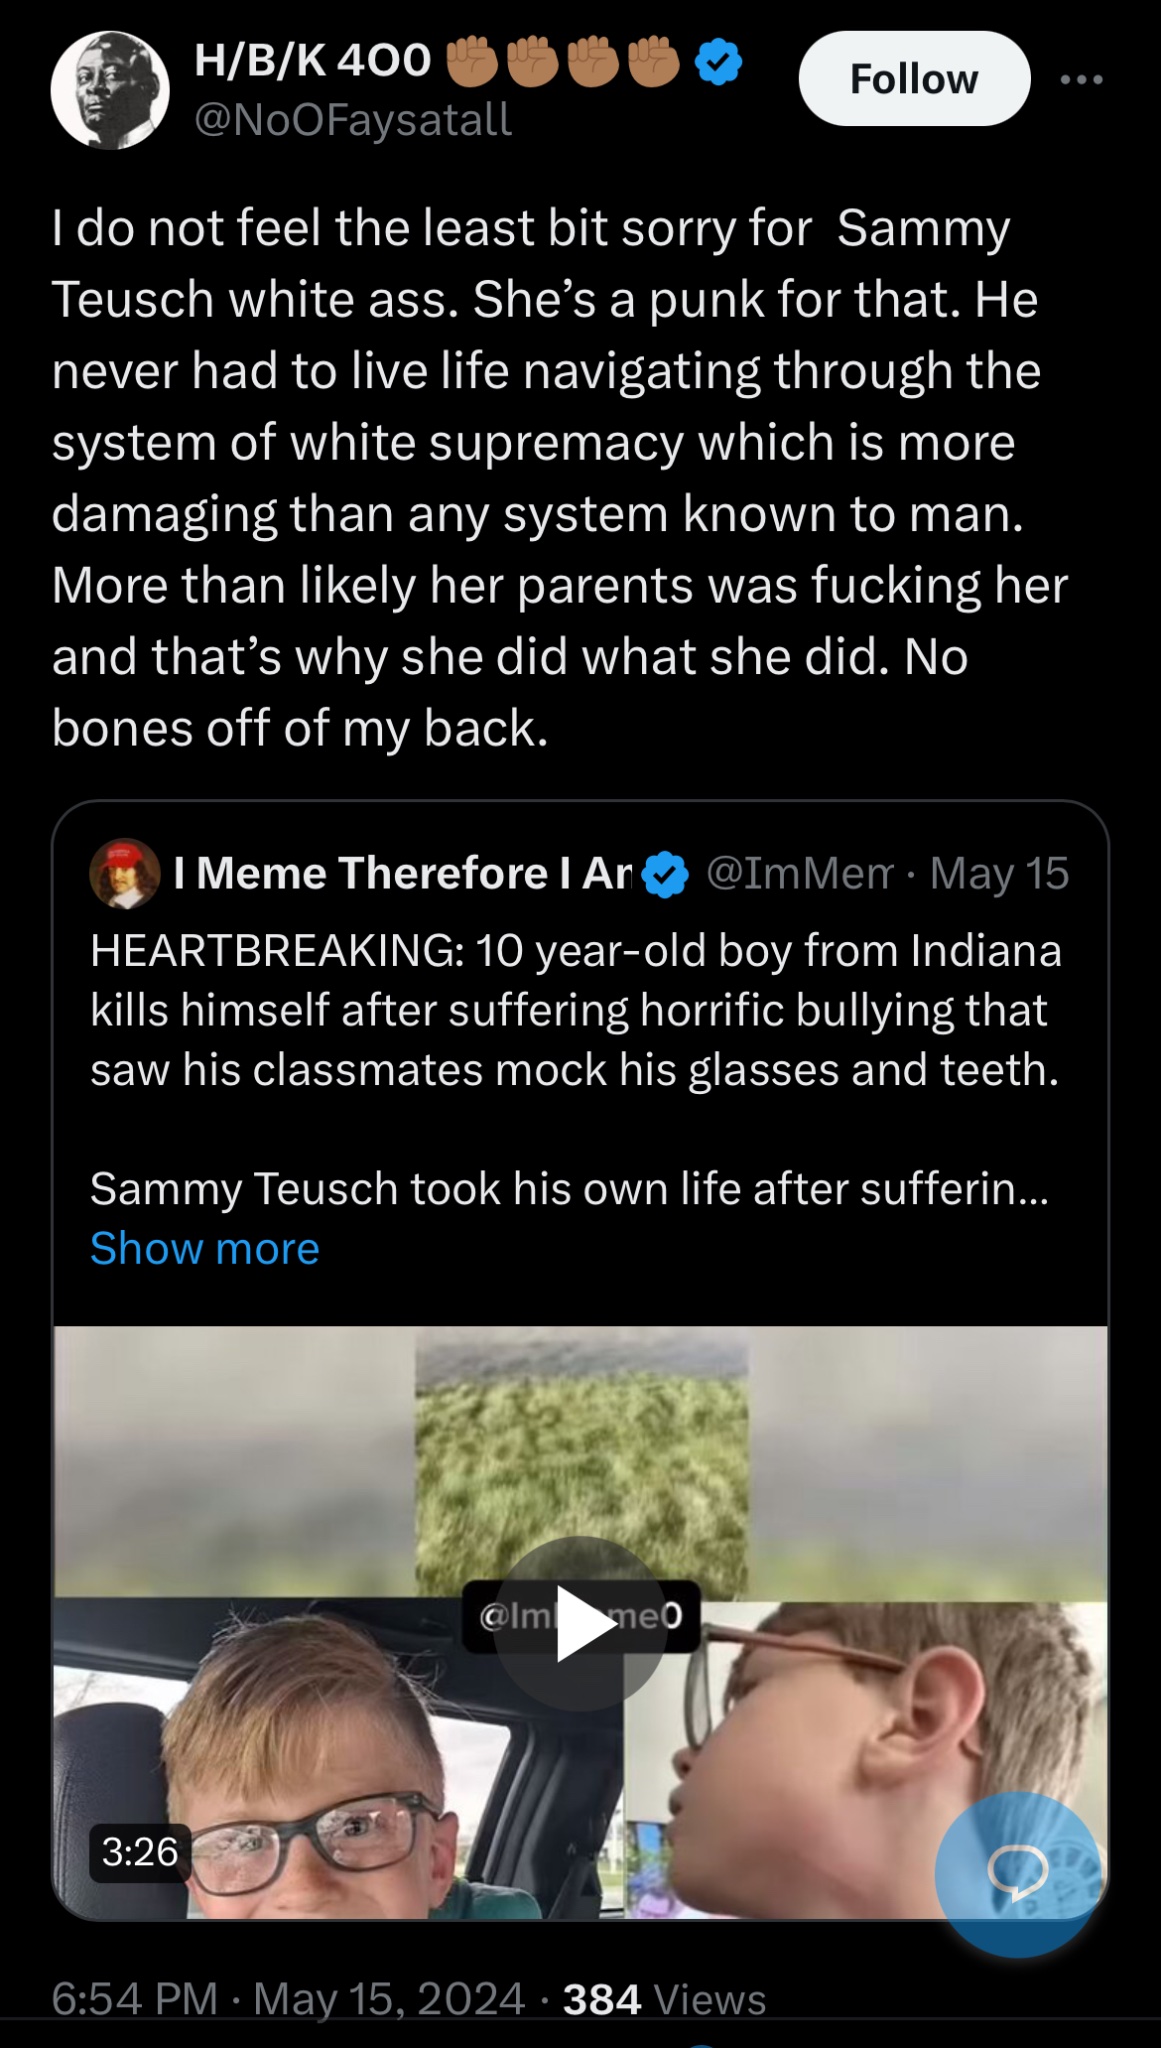 H/B/K 4OO ✊🏽✊🏽✊🏽✊🏽
Follow
@NoOFaysatall
I do not feel the least bit sorry for  Sammy
Teusch white ass. She’s a punk for that. He
never had to live life navigating through the
system of white supremacy which is more
damaging than any system known to man.
More than likely her parents was fucking her
and that’s why she did what she did. No
bones off of my back.
I Meme Therefore I Am @ImMem · May 15
HEARTBREAKING: 10 year-old boy from Indiana
kills himself after suffering horrific bullying that
saw his classmates mock his glasses and teeth.
Sammy Teusch took his own life after sufferin...
Show more
3:26
6:54 PM · May 15, 2024 · 384 Views